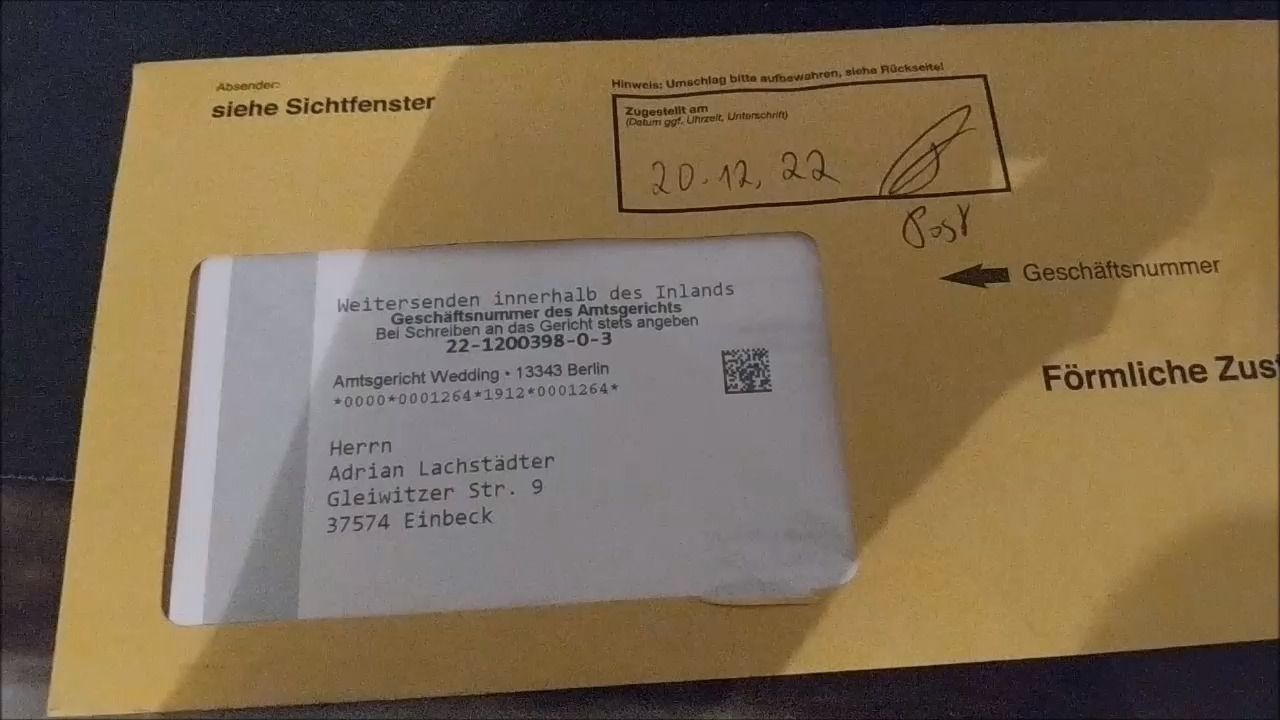 Absender:
siehe Sichtfenster
Hinweis: Umschlag bitte aufbewahren, siehe Rückseite!
Zugestellt am
(Datum ggf. Uhrzeit, Unterschrift)
20.12.22
Post
Geschäftsnummer
Förmliche Zus
Weitersenden innerhalb des Inlands
Geschäftsnummer des Amtsgerichts
Bei Schreiben an das Gericht stets angeben
22-1200398-0-3
Amtsgericht Wedding • 13343 Berlin
*0000*0001264*1912*0001264*
Herrn
Adrian Lachstädter
Gleiwitzer Str. 9
37574 Einbeck